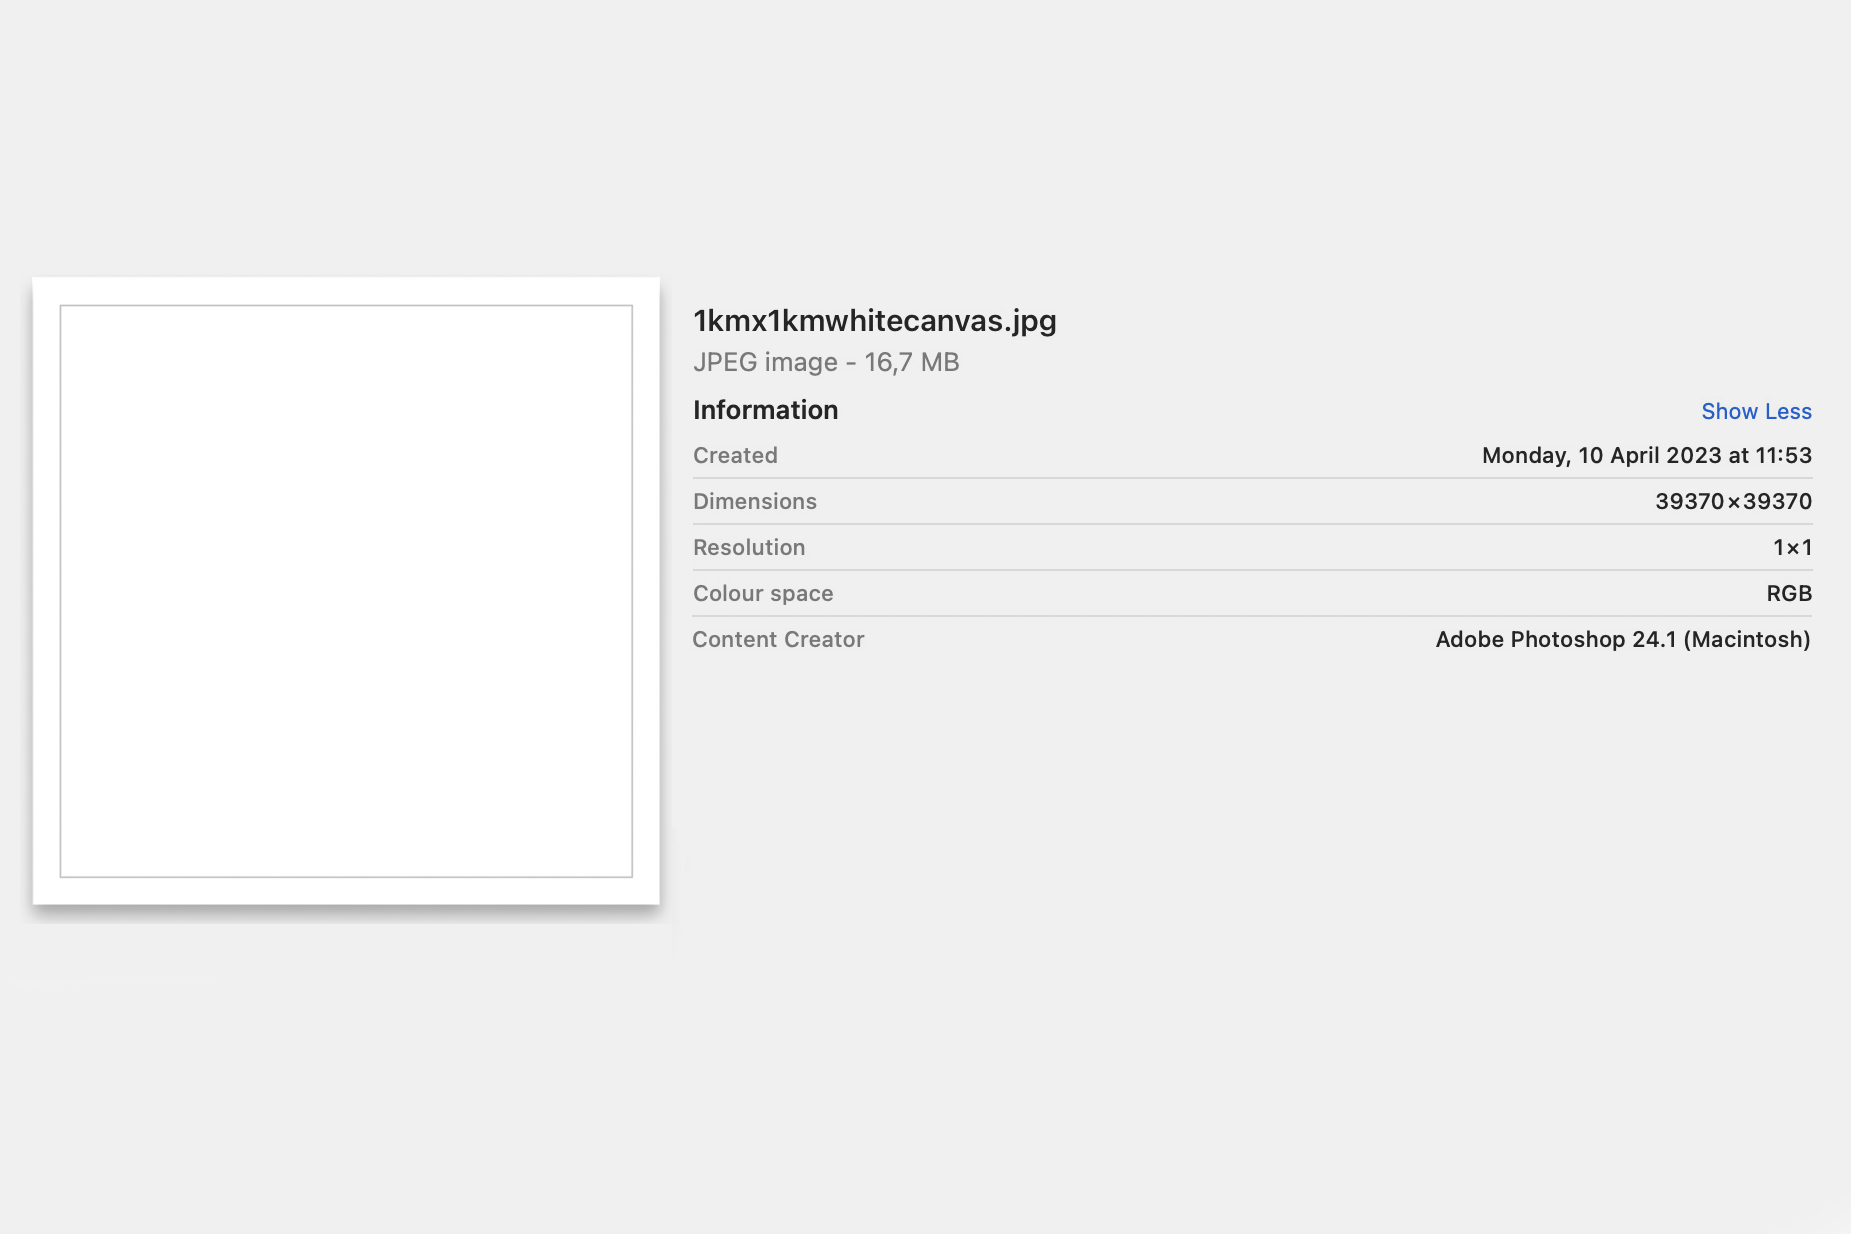 1kmx1kmwhitecanvas.jpg
JPEG image - 16,7 MB
Information Show Less
Created Monday, 10 April 2023 at 11:53
Dimensions 39370×39370
Resolution 1×1
Colour space RGB
Content Creator Adobe Photoshop 24.1 (Macintosh)